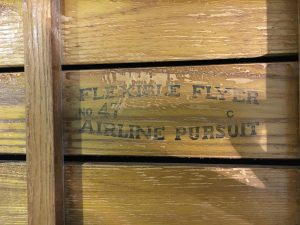 FLEXIBLE FLYER
NO. 47 C
AIRLINE PURSUIT